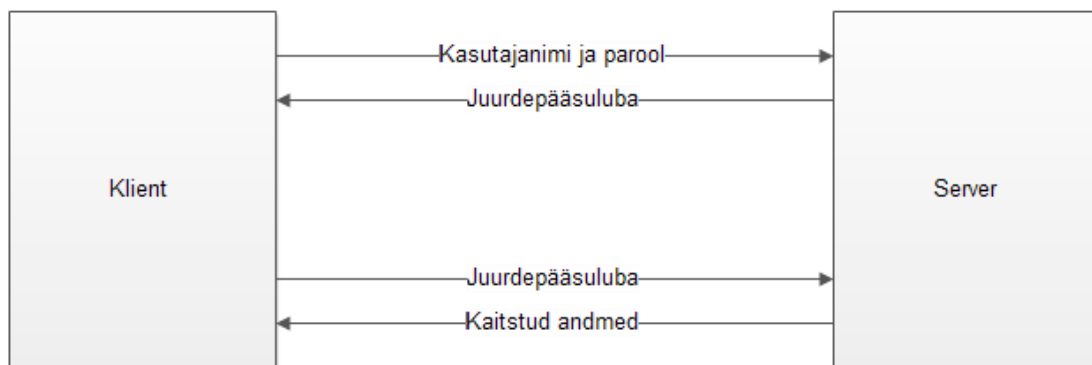 Kasutajanimi ja parool
Juurdepääsuluba
Klient
Server
Juurdepääsuluba
Kaitstud andmed